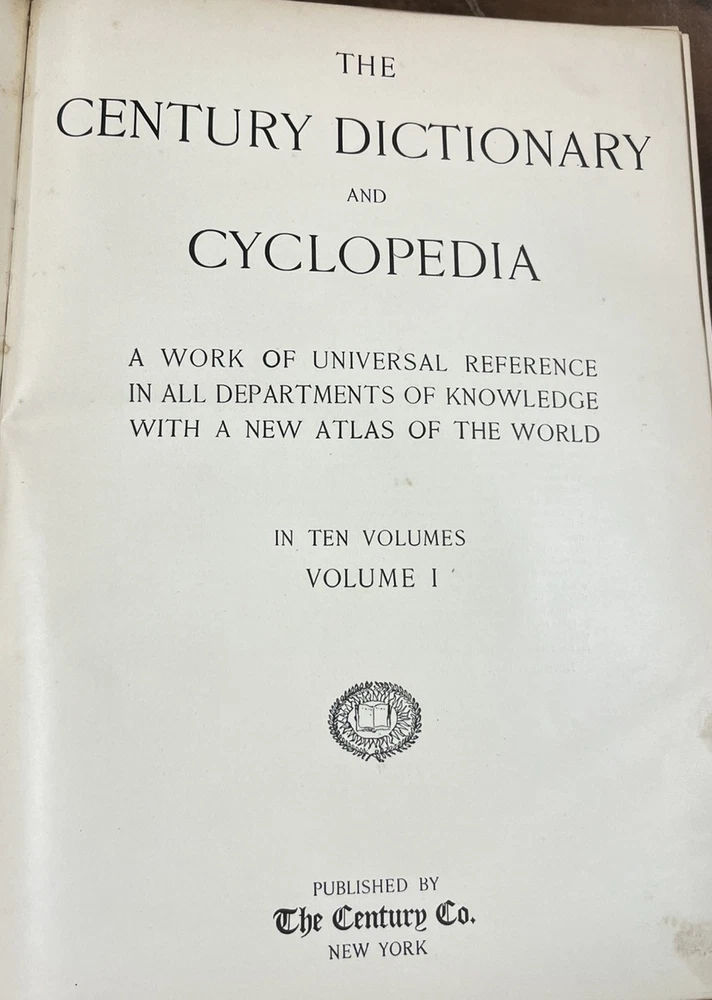 THE
CENTURY DICTIONARY
AND
CYCLOPEDIA
A WORK OF UNIVERSAL REFERENCE
IN ALL DEPARTMENTS OF KNOWLEDGE
WITH A NEW ATLAS OF THE WORLD
IN TEN VOLUMES
VOLUME I
PUBLISHED BY
The Century Co.
NEW YORK